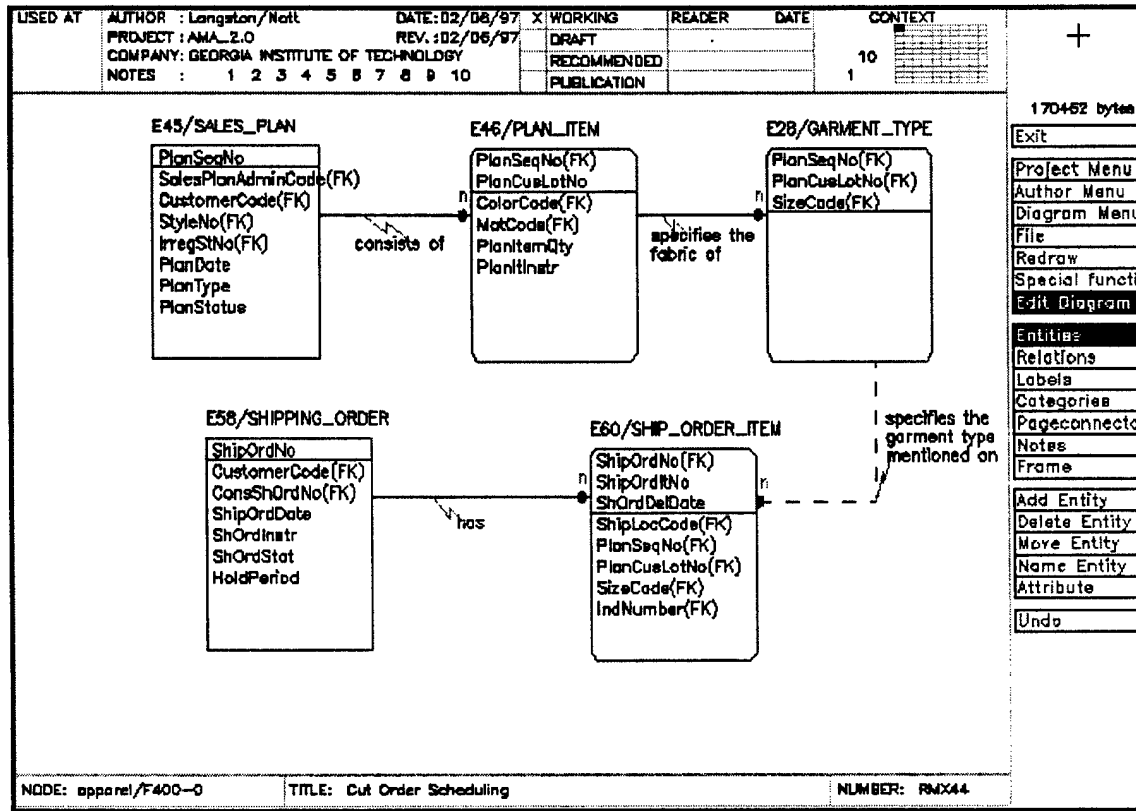 USED AT
AUTHOR : Langston/Nott DATE: 02/06/97
PROJECT : AMA_2.0 REV. : 02/06/97
COMPANY: GEORGIA INSTITUTE OF TECHNOLOGY
NOTES : 1 2 3 4 5 6 7 8 9 10
X WORKING
DRAFT
RECOMMENDED
PUBLICATION
READER DATE
CONTEXT
10
1
170452 bytes
E45/SALES_PLAN
PlanSeqNo
SalesPlanAdminCode(FK)
CustomerCode(FK)
StyleNo(FK)
IrregStNo(FK)
PlanDate
PlanType
PlanStatus
consists of
n
E46/PLAN_ITEM
PlanSeqNo(FK)
PlanCusLotNo
ColorCode(FK)
MatCode(FK)
PlanItemQty
PlanItInstr
specifies the
fabric of
n
E28/GARMENT_TYPE
PlanSeqNo(FK)
PlanCusLotNo(FK)
SizeCode(FK)
specifies the
garment type
mentioned on
E58/SHIPPING_ORDER
ShipOrdNo
CustomerCode(FK)
ConsShOrdNo(FK)
ShipOrdDate
ShOrdInstr
ShOrdStat
HoldPeriod
has
n
E60/SHIP_ORDER_ITEM
ShipOrdNo(FK)
ShipOrdItNo
ShOrdDelDate
ShipLocCode(FK)
PlanSeqNo(FK)
PlanCusLotNo(FK)
SizeCode(FK)
IndNumber(FK)
n
Exit
Project Menu
Author Menu
Diagram Menu
File
Redraw
Special functi
Edit Diagram
Entities
Relations
Labels
Categories
Pageconnecto
Notes
Frame
Add Entity
Delete Entity
Move Entity
Name Entity
Attribute
Undo
NODE: apparel/F400--0
TITLE: Cut Order Scheduling
NUMBER: RMX44